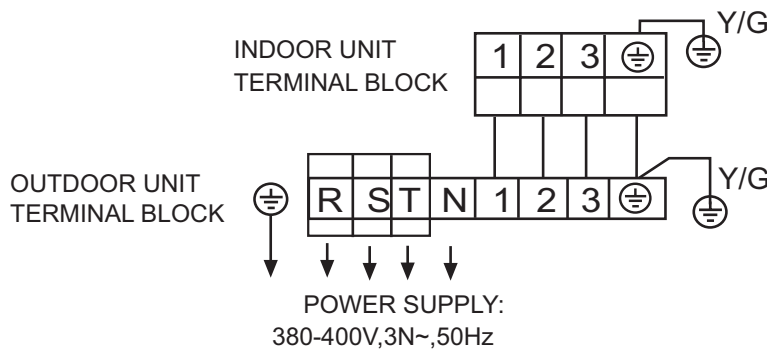 Y/G
INDOOR UNIT
TERMINAL BLOCK
1 2 3
OUTDOOR UNIT
TERMINAL BLOCK
R S T N 1 2 3
Y/G
POWER SUPPLY:
380-400V,3N~,50Hz